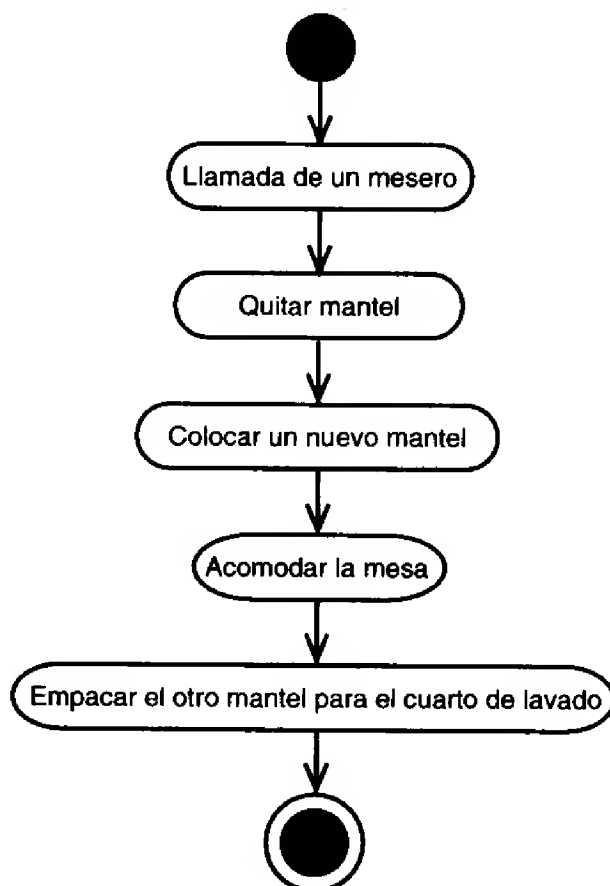 Llamada de un mesero
Quitar mantel
Colocar un nuevo mantel
Acomodar la mesa
Empacar el otro mantel para el cuarto de lavado